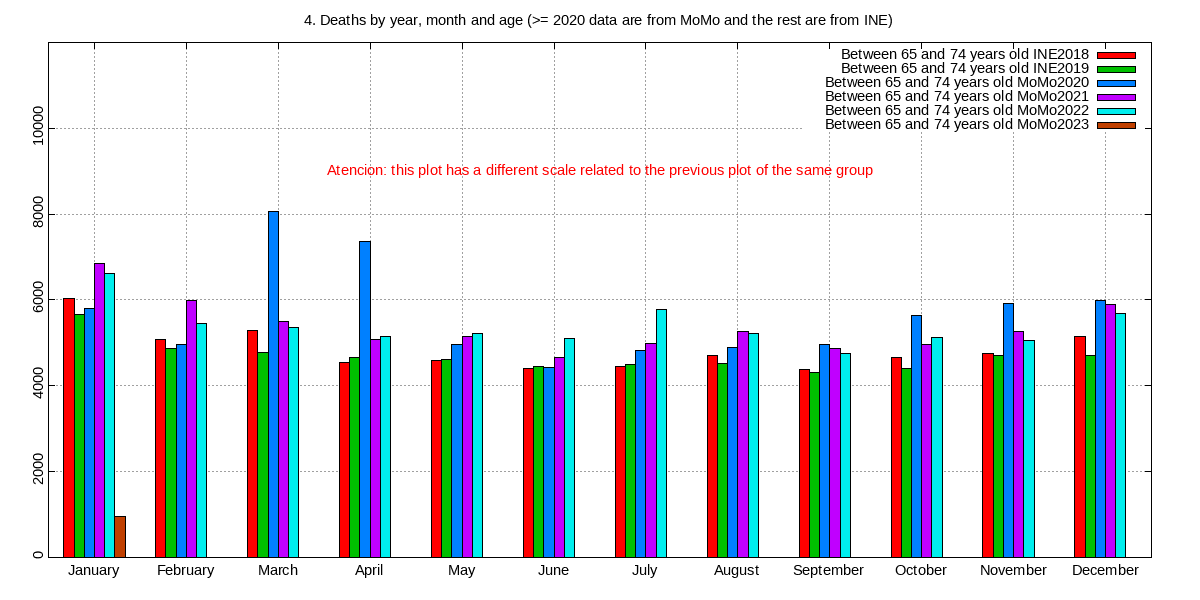 4. Deaths by year, month and age (>= 2020 data are from MoMo and the rest are from INE)
Between 65 and 74 years old INE2018
Between 65 and 74 years old INE2019
Between 65 and 74 years old MoMo2020
Between 65 and 74 years old MoMo2021
Between 65 and 74 years old MoMo2022
Between 65 and 74 years old MoMo2023
Atencion: this plot has a different scale related to the previous plot of the same group
10000
8000
6000
4000
2000
0
January February March April May June July August September October November December